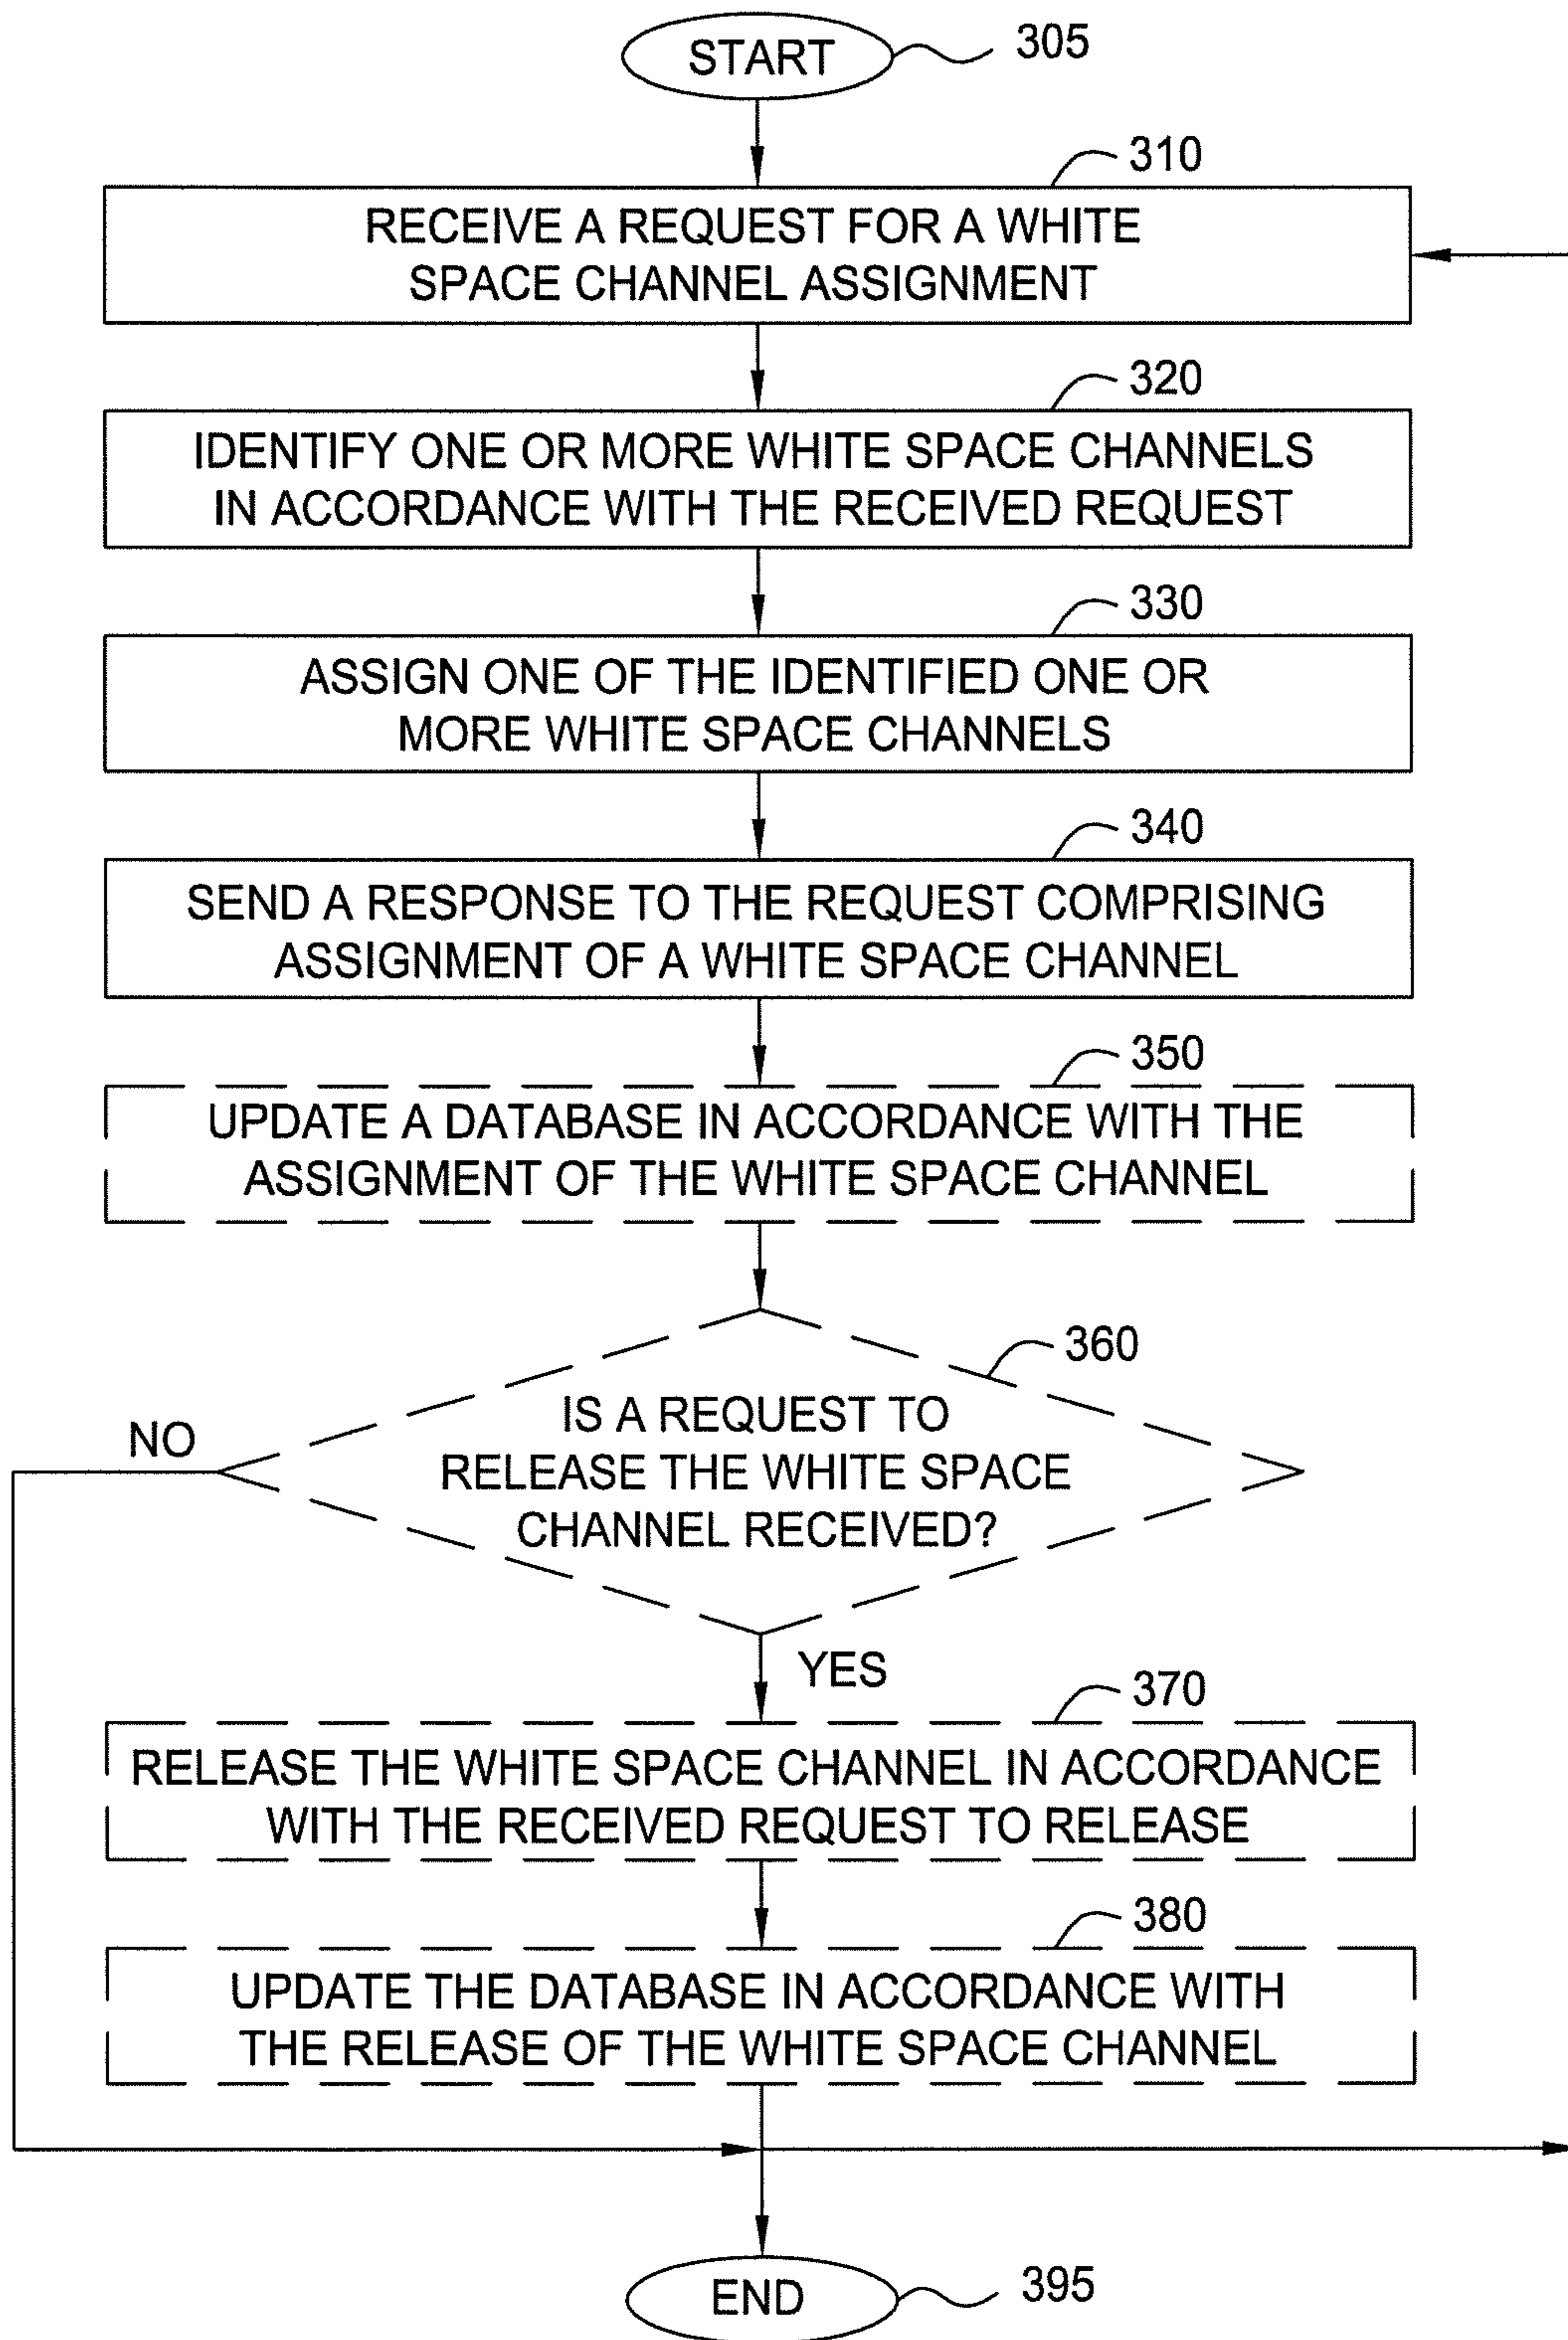 START
305
310
RECEIVE A REQUEST FOR A WHITE
SPACE CHANNEL ASSIGNMENT
320
IDENTIFY ONE OR MORE WHITE SPACE CHANNELS
IN ACCORDANCE WITH THE RECEIVED REQUEST
330
ASSIGN ONE OF THE IDENTIFIED ONE OR
MORE WHITE SPACE CHANNELS
340
SEND A RESPONSE TO THE REQUEST COMPRISING
ASSIGNMENT OF A WHITE SPACE CHANNEL
350
UPDATE A DATABASE IN ACCORDANCE WITH THE
ASSIGNMENT OF THE WHITE SPACE CHANNEL
360
IS A REQUEST TO
RELEASE THE WHITE SPACE
CHANNEL RECEIVED?
NO
YES
370
RELEASE THE WHITE SPACE CHANNEL IN ACCORDANCE
WITH THE RECEIVED REQUEST TO RELEASE
380
UPDATE THE DATABASE IN ACCORDANCE WITH
THE RELEASE OF THE WHITE SPACE CHANNEL
END
395